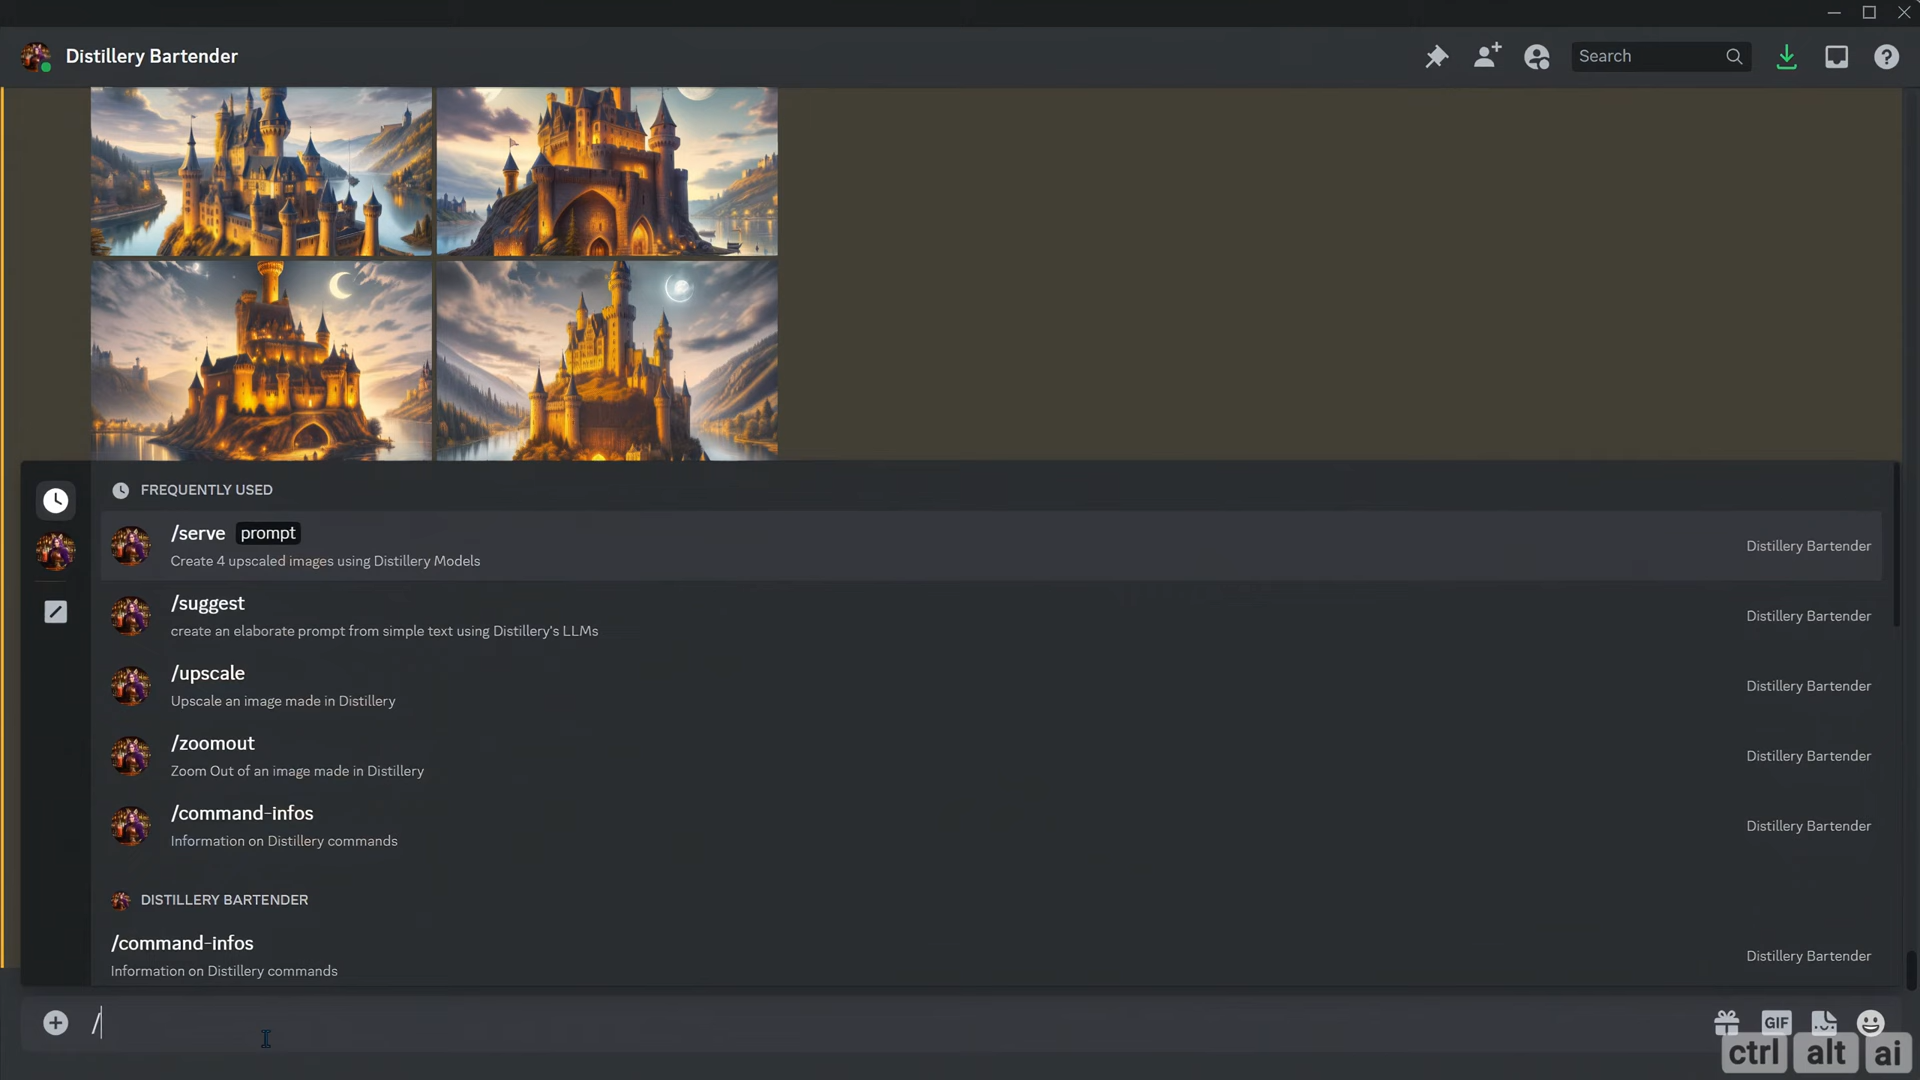 Distillery Bartender
Search
FREQUENTLY USED
/serve prompt
Create 4 upscaled images using Distillery Models
Distillery Bartender
/suggest
create an elaborate prompt from simple text using Distillery's LLMs
Distillery Bartender
/upscale
Upscale an image made in Distillery
Distillery Bartender
/zoomout
Zoom Out of an image made in Distillery
Distillery Bartender
/command-infos
Information on Distillery commands
Distillery Bartender
DISTILLERY BARTENDER
/command-infos
Information on Distillery commands
Distillery Bartender
/
GIF
ctrl alt ai